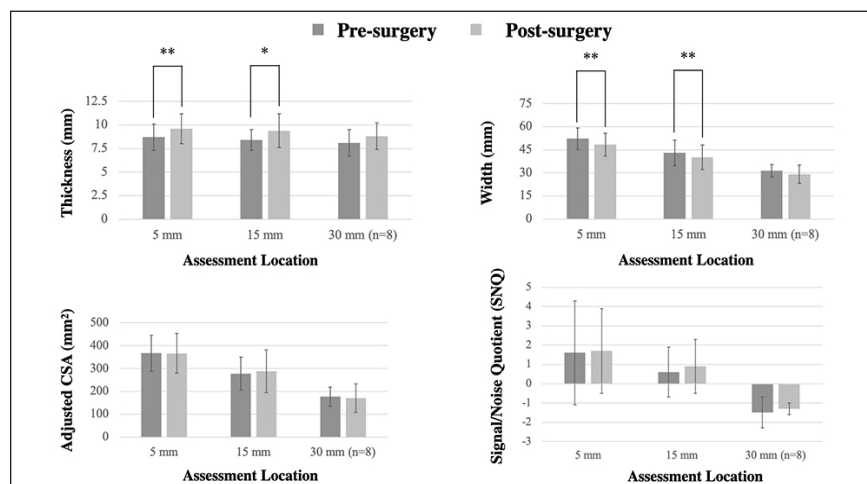 Pre-surgery Post-surgery
** *
Thickness (mm)
12.5
10
7.5
5
2.5
0
5 mm 15 mm 30 mm (n=8)
Assessment Location
** **
Width (mm)
75
60
45
30
15
0
5 mm 15 mm 30 mm (n=8)
Assessment Location
Adjusted CSA (mm²)
500
400
300
200
100
0
5 mm 15 mm 30 mm (n=8)
Assessment Location
Signal/Noise Quotient (SNQ)
5
4
3
2
1
0
-1
-2
-3
5 mm 15 mm 30 mm (n=8)
Assessment Location